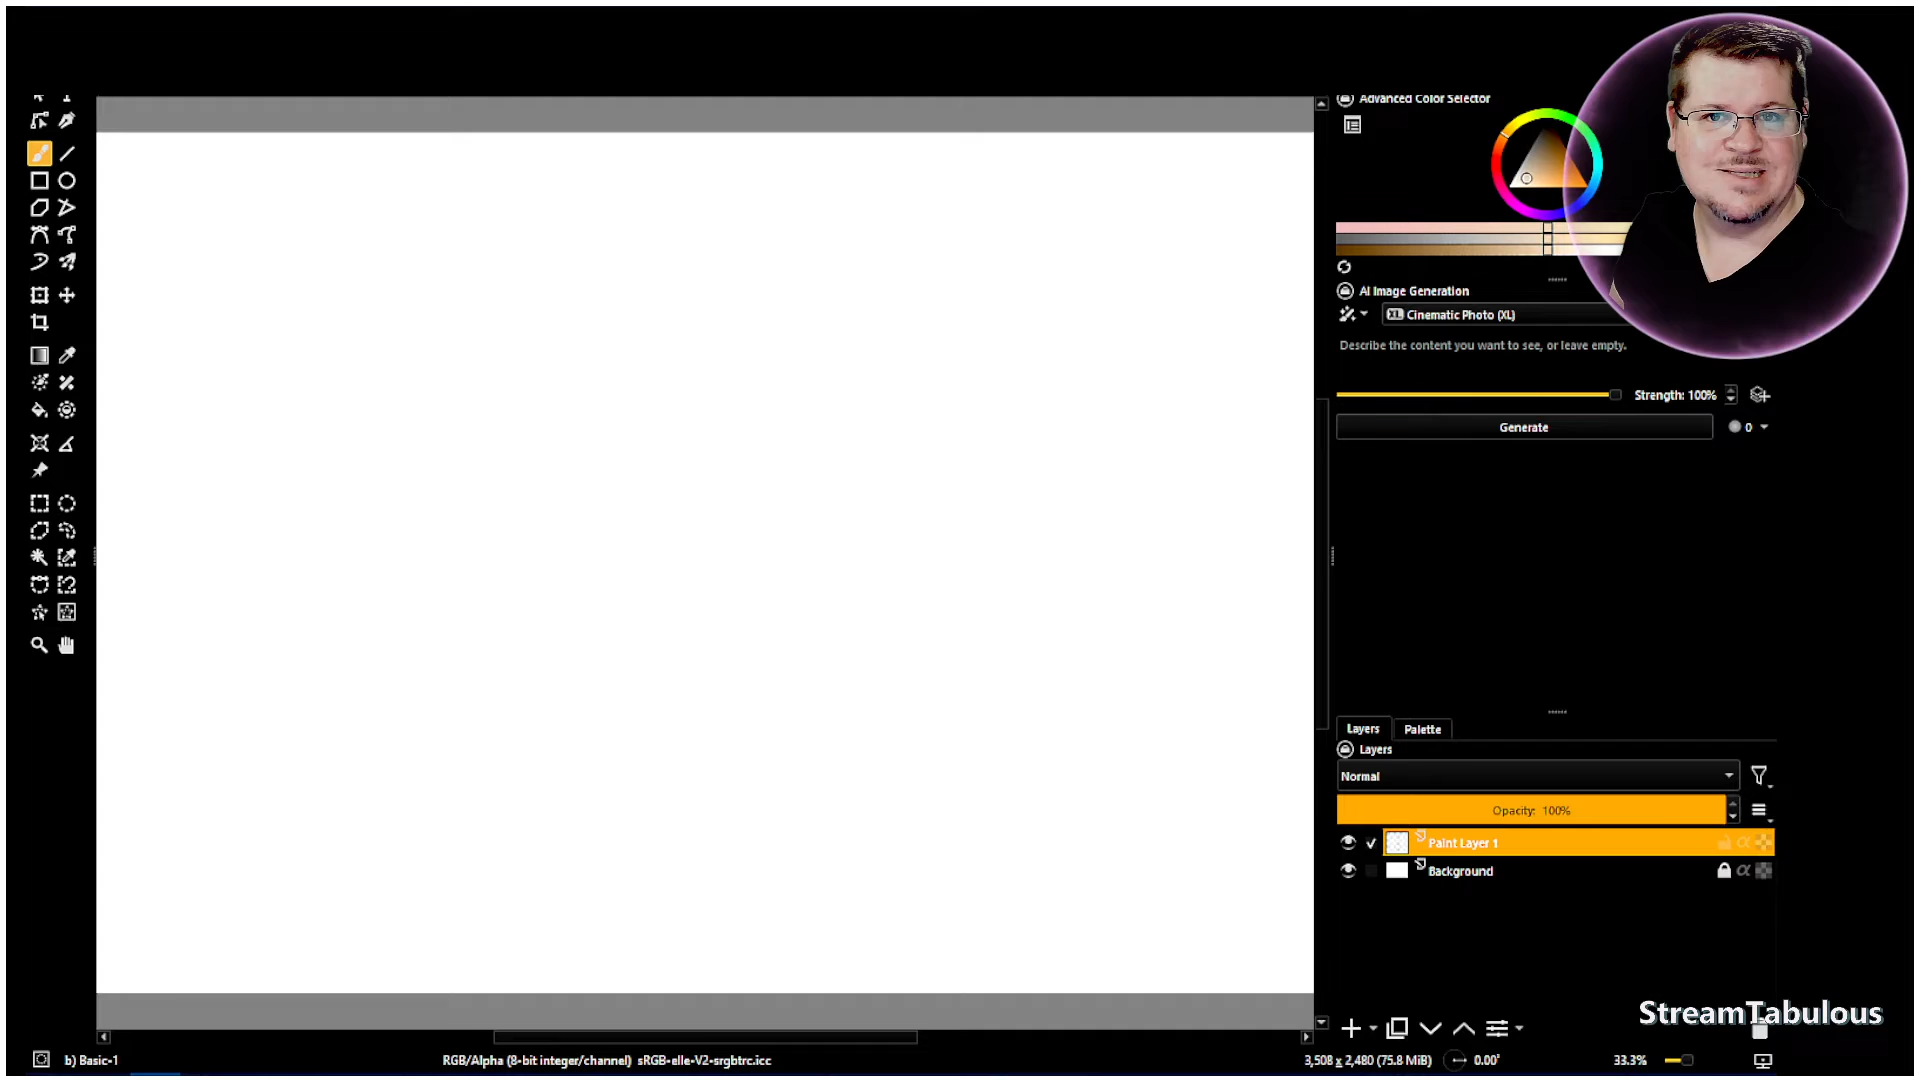 Advanced Color Selector
AI Image Generation
XL Cinematic Photo (XL)
Describe the content you want to see, or leave empty.
Strength: 100%
Generate
0
Layers Palette
Layers
Normal
Opacity: 100%
Paint Layer 1
Background
StreamTabulous
b) Basic-1
RGB/Alpha (8-bit integer/channel) sRGB-elle-V2-srgbtrc.icc
3,508 x 2,480 (75.8 MiB)
0.00°
33.3%